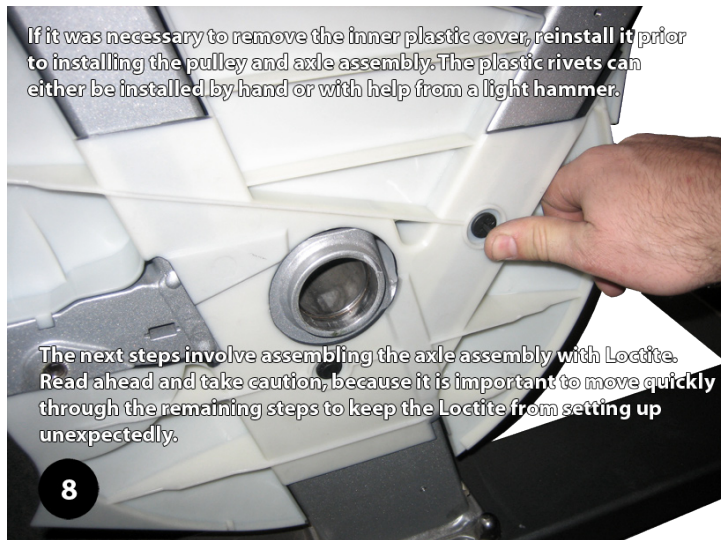 If it was necessary to remove the inner plastic cover, reinstall it prior
to installing the pulley and axle assembly. The plastic rivets can
either be installed by hand or with help from a light hammer.
The next steps involve assembling the axle assembly with Loctite.
Read ahead and take caution, because it is important to move quickly
through the remaining steps to keep the Loctite from setting up
unexpectedly.
8